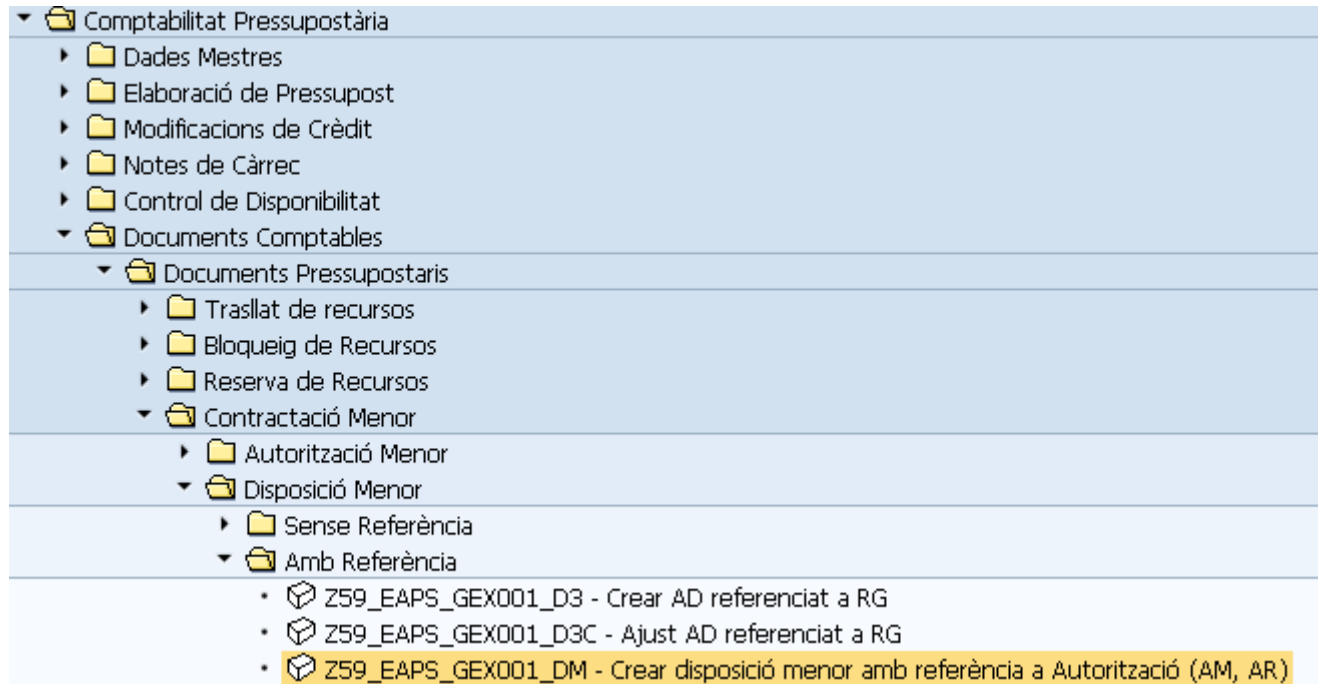 Comptabilitat Pressupostària
Dades Mestres
Elaboració de Pressupost
Modificacions de Crèdit
Notes de Càrrec
Control de Disponibilitat
Documents Comptables
Documents Pressupostaris
Trasllat de recursos
Bloqueig de Recursos
Reserva de Recursos
Contractació Menor
Autorització Menor
Disposició Menor
Sense Referència
Amb Referència
Z59_EAPS_GEX001_D3 - Crear AD referenciat a RG
Z59_EAPS_GEX001_D3C - Ajust AD referenciat a RG
Z59_EAPS_GEX001_DM - Crear disposició menor amb referència a Autorització (AM, AR)